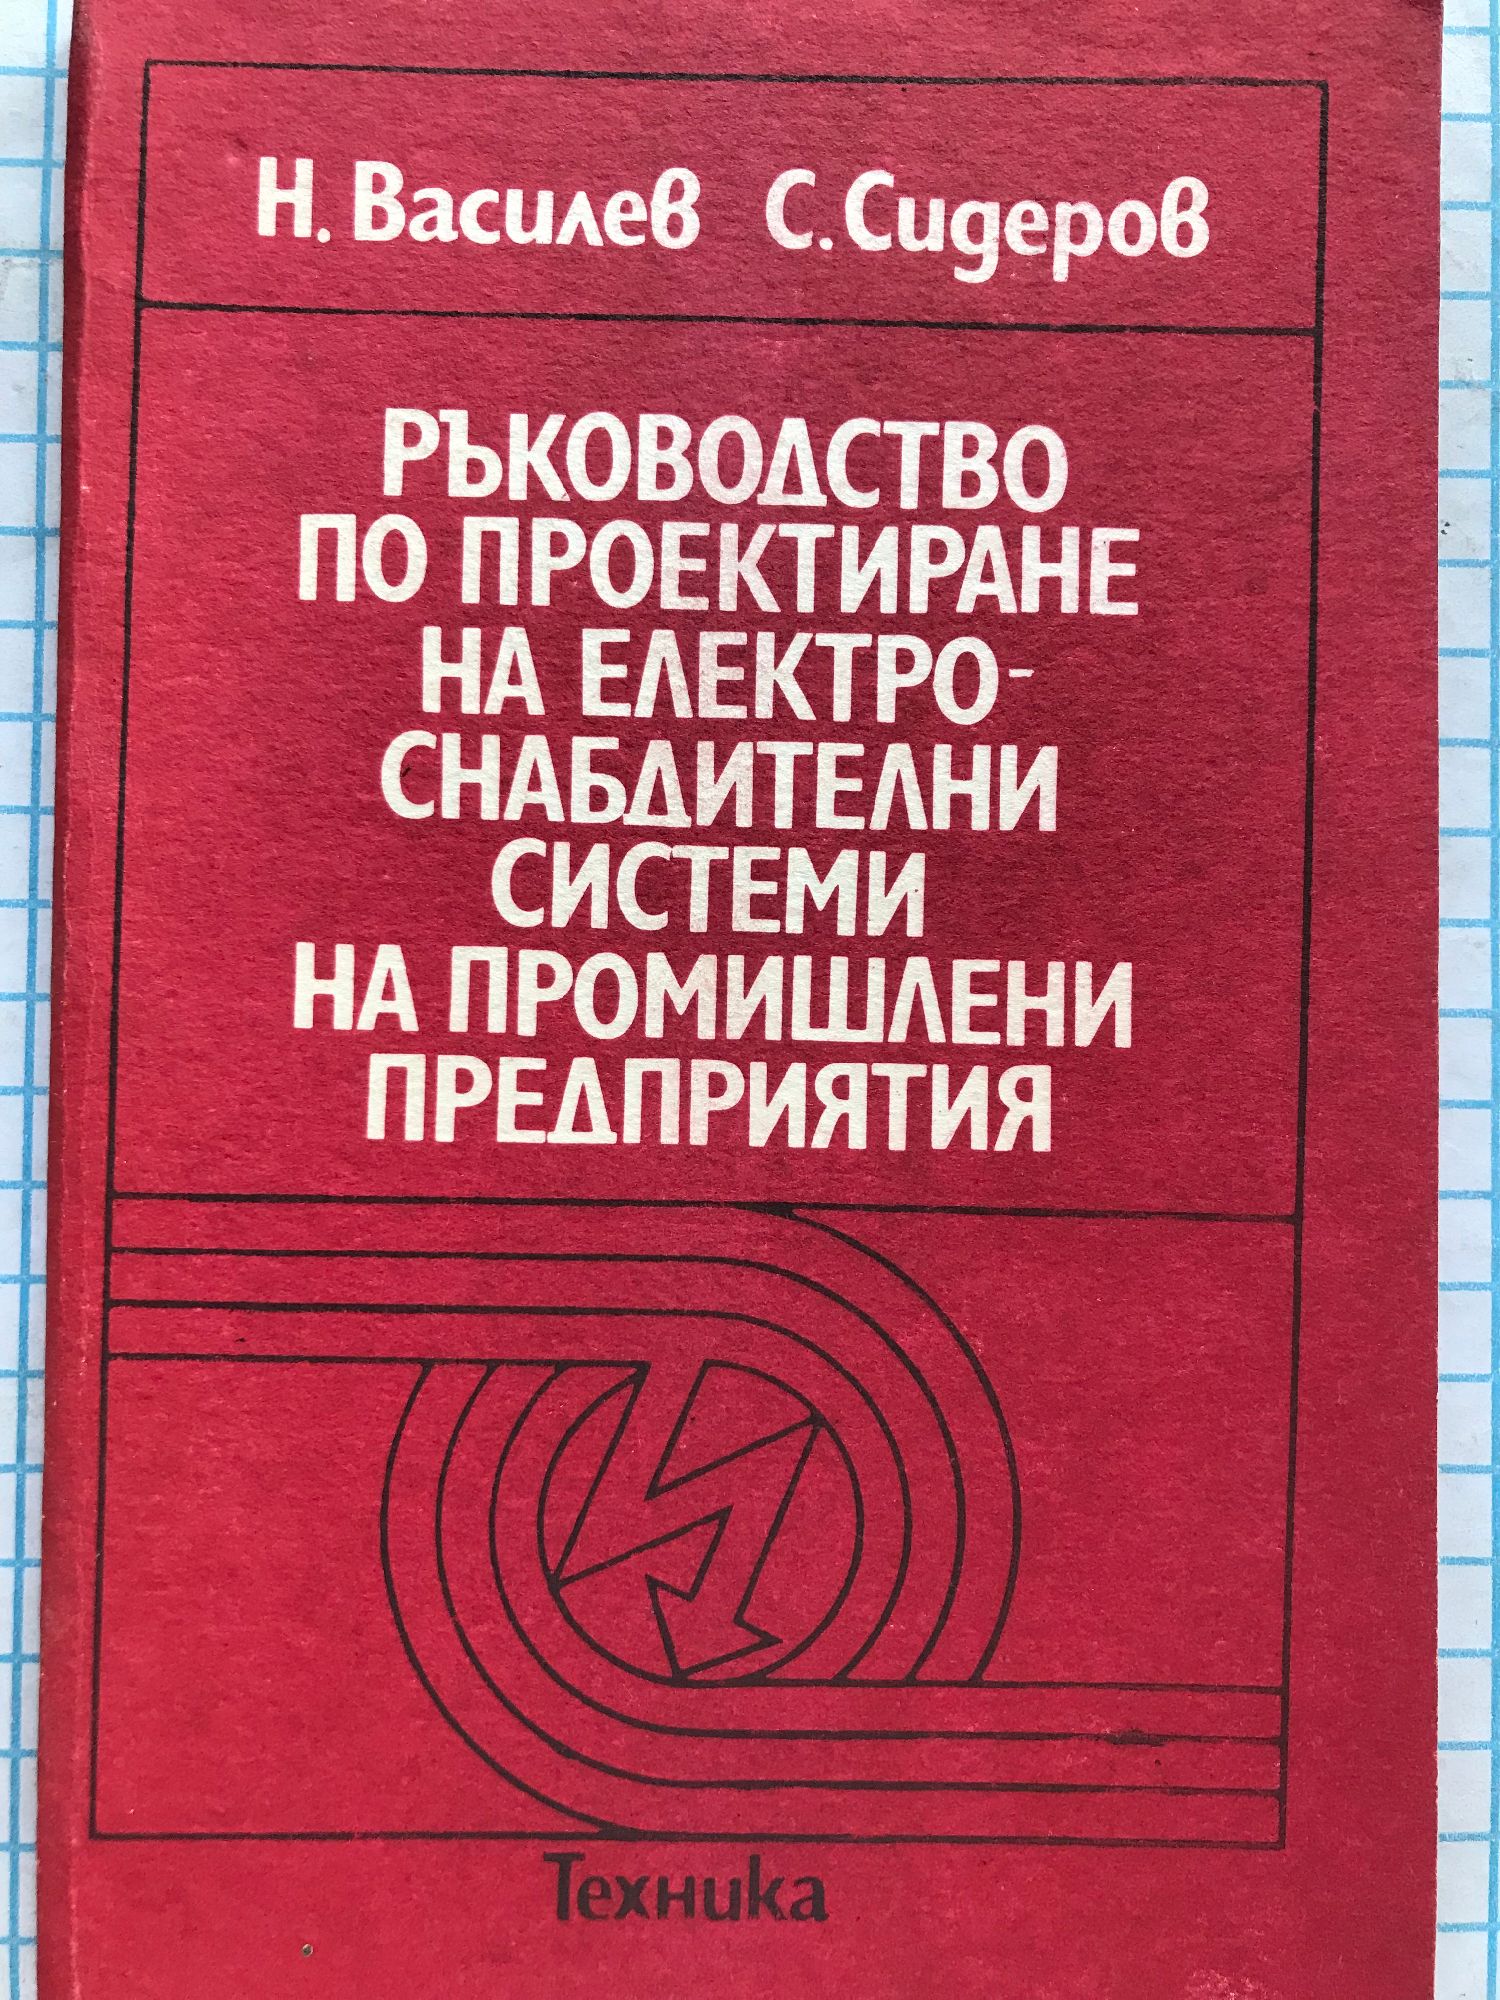 Н. Василев С. Сидеров
РЪКОВОДСТВО
ПО ПРОЕКТИРАНЕ
НА ЕЛЕКТРО-
СНАБДИТЕЛНИ
СИСТЕМИ
НА ПРОМИШЛЕНИ
ПРЕДПРИЯТИЯ
Техника